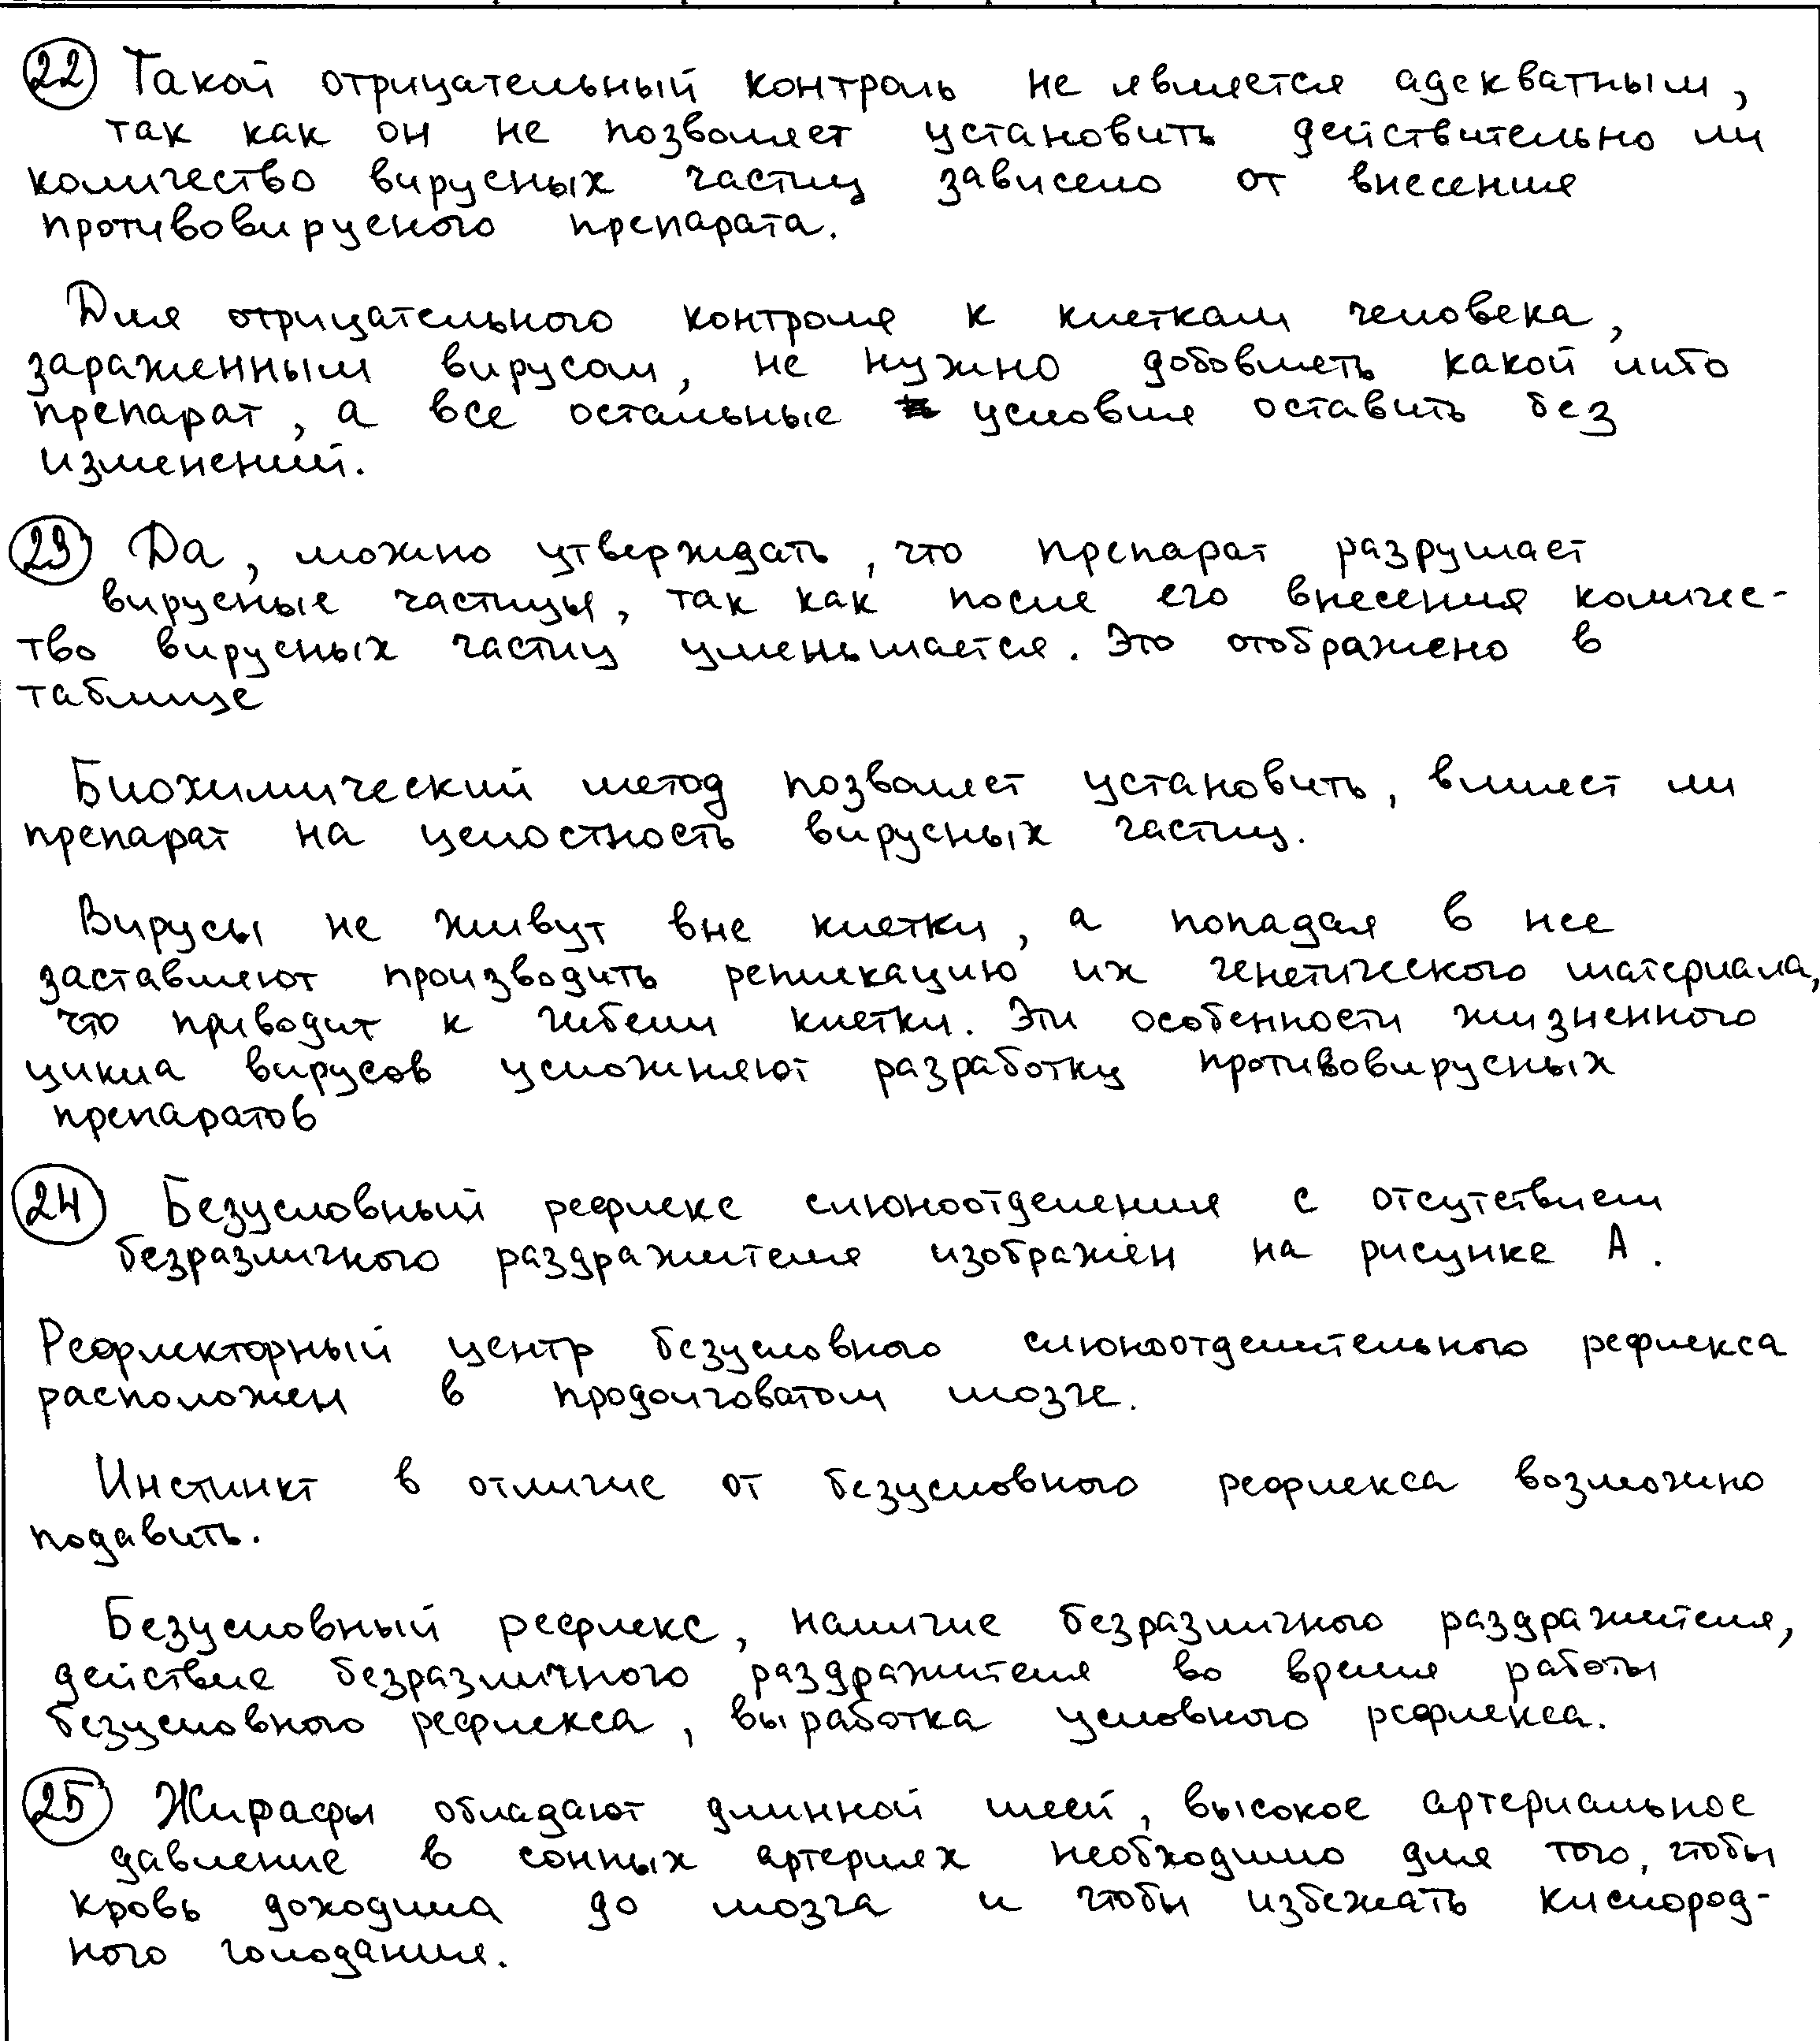 22 Такой отрицательный контроль не является адекватным,
так как он не позволяет установить действительно ли
количество вирусных частиц зависело от внесения
противовирусного препарата.
Для отрицательного контроля к клеткам человека,
зараженным вирусом, не нужно добовлять какой либо
препарат, а все остальные условия оставить без
изменений.
23 Да, можно утверждать, что препарат разрушает
вирусные частицы, так как после его внесения количес-
тво вирусных частиц уменьшается. Это отображено в
таблице
Биохимический метод позволяет установить, влияет ли
препарат на целостность вирусных частиц.
Вирусы не живут вне клетки, а попадая в нее
заставляют производить репликацию их генетического материала,
что приводит к гибели клетки. Эти особенности жизненного
цикла вирусов усложняют разработку противовирусных
препаратов
24 Безусловный рефлекс слюноотделения с отсутствием
безразличного раздражителя изображён на рисунке А.
Рефлекторный центр безусловного слюноотделительного рефлекса
расположен в продолговатом мозге.
Инстинкт в отличие от безусловного рефлекса возможно
подавить.
Безусловный рефлекс, наличие безразличного раздражителя,
действие безразличного раздражителя во время работы
безусловного рефлекса, выработка условного рефлекса.
25 Жирафы обладают длинной шеей, высокое артериальное
давление в сонных артериях необходимо для того, чтобы
кровь доходила до мозга и чтобы избежать кислород-
ного голодания.